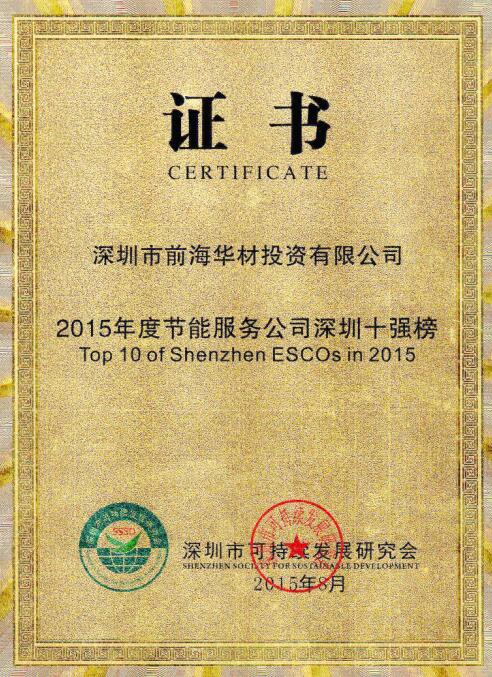 证书
CERTIFICATE
深圳市前海华材投资有限公司
2015年度节能服务公司深圳十强榜
Top 10 of Shenzhen ESCOs in 2015
SSSD
深圳市可持续发展研究会
SHENZHEN SOCIETY FOR SUSTAINABLE DEVELOPMENT
2015年8月